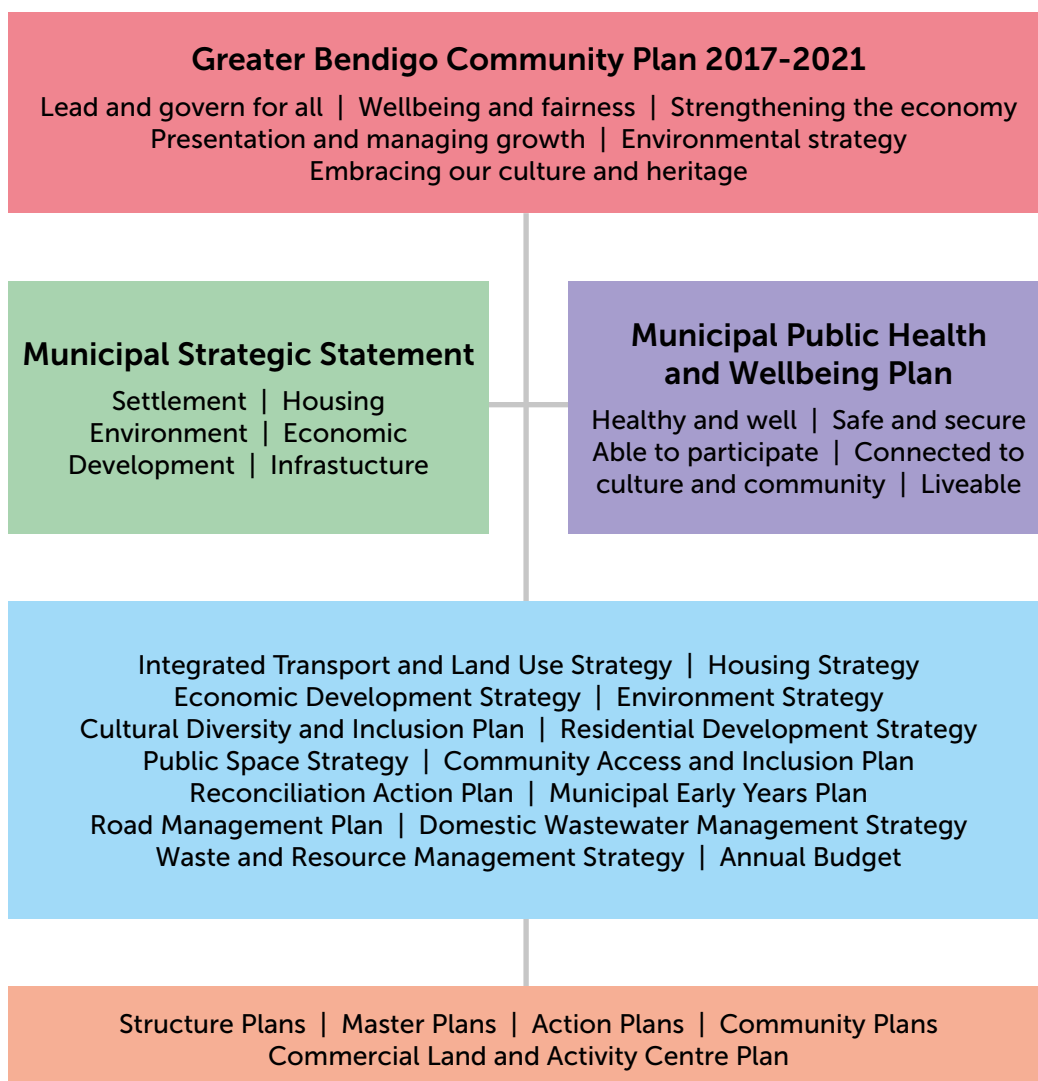 Greater Bendigo Community Plan 2017-2021
Lead and govern for all | Wellbeing and fairness | Strengthening the economy
Presentation and managing growth | Environmental strategy
Embracing our culture and heritage
Municipal Strategic Statement
Settlement | Housing
Environment | Economic
Development | Infrastucture
Municipal Public Health
and Wellbeing Plan
Healthy and well | Safe and secure
Able to participate | Connected to
culture and community | Liveable
Integrated Transport and Land Use Strategy | Housing Strategy
Economic Development Strategy | Environment Strategy
Cultural Diversity and Inclusion Plan | Residential Development Strategy
Public Space Strategy | Community Access and Inclusion Plan
Reconciliation Action Plan | Municipal Early Years Plan
Road Management Plan | Domestic Wastewater Management Strategy
Waste and Resource Management Strategy | Annual Budget
Structure Plans | Master Plans | Action Plans | Community Plans
Commercial Land and Activity Centre Plan